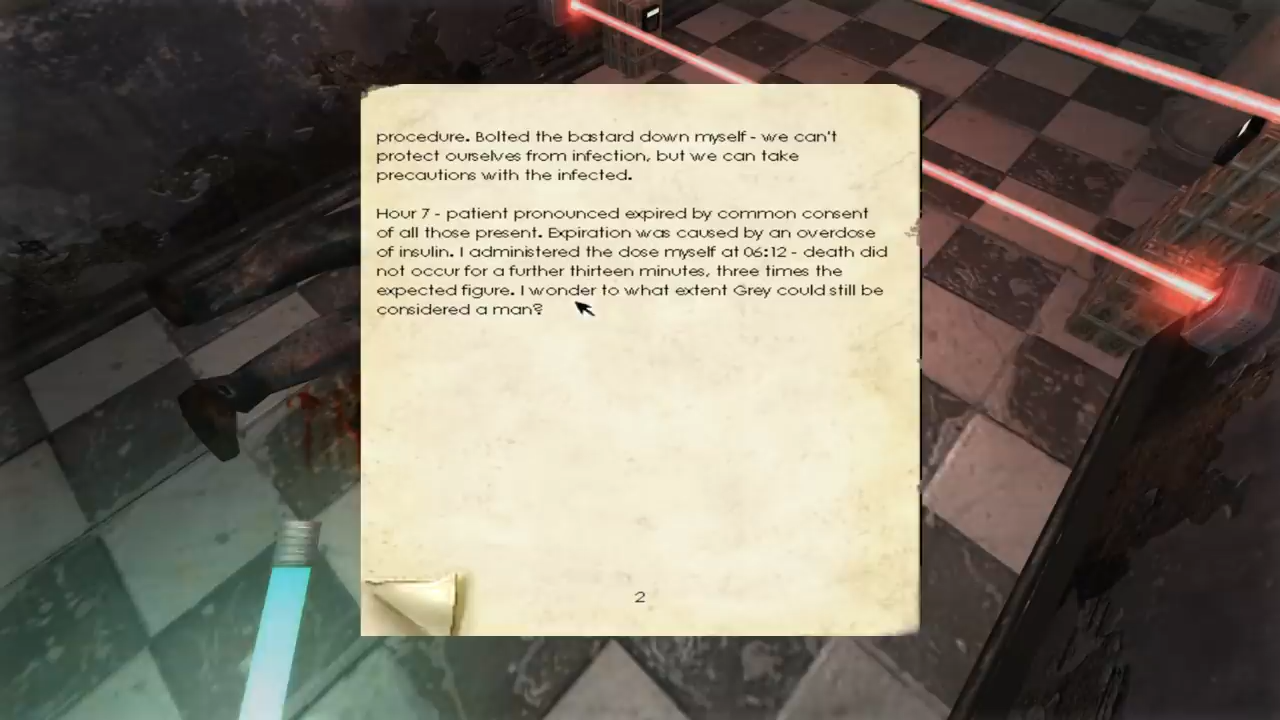 procedure. Bolted the bastard down myself - we can't
protect ourselves from infection, but we can take
precautions with the infected.
Hour 7 - patient pronounced expired by common consent
of all those present. Expiration was caused by an overdose
of insulin. I administered the dose myself at 06:12 - death did
not occur for a further thirteen minutes, three times the
expected figure. I wonder to what extent Grey could still be
considered a man?
2